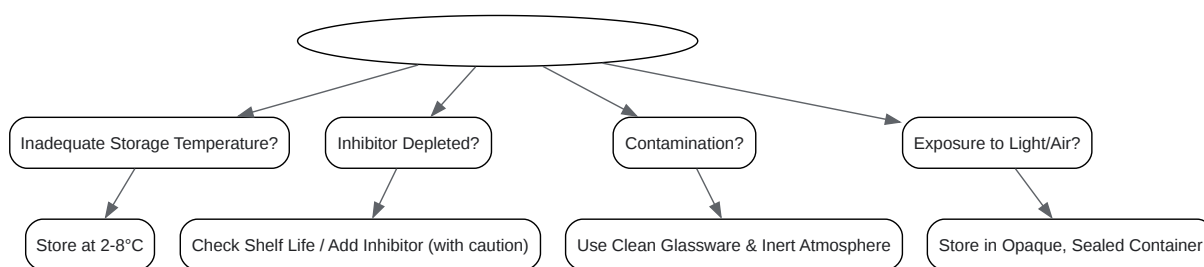 Inadequate Storage Temperature?
Inhibitor Depleted?
Contamination?
Exposure to Light/Air?
Store at 2-8°C
Check Shelf Life / Add Inhibitor (with caution)
Use Clean Glassware & Inert Atmosphere
Store in Opaque, Sealed Container